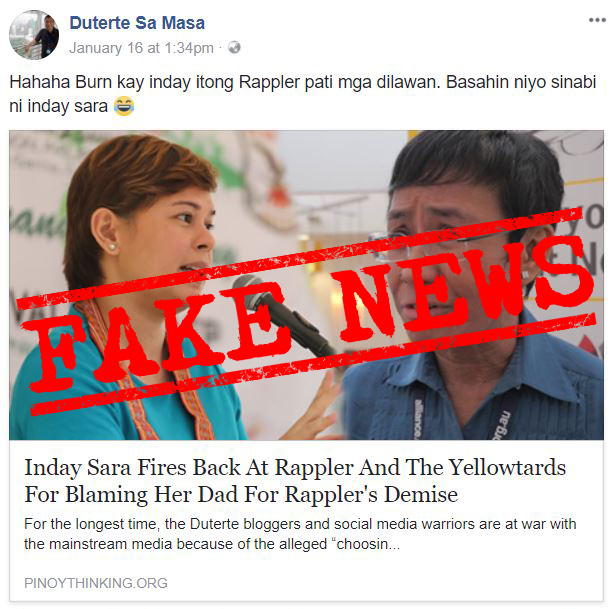 Duterte Sa Masa
January 16 at 1:34pm ·
Hahaha Burn kay inday itong Rappler pati mga dilawan. Basahin niyo sinabi
ni inday sara 😂
FAKE NEWS
org.au
Inday Sara Fires Back At Rappler And The Yellowtards
For Blaming Her Dad For Rappler's Demise
For the longest time, the Duterte bloggers and social media warriors are at war with
the mainstream media because of the alleged “choosin...
PINOYTHINKING.ORG